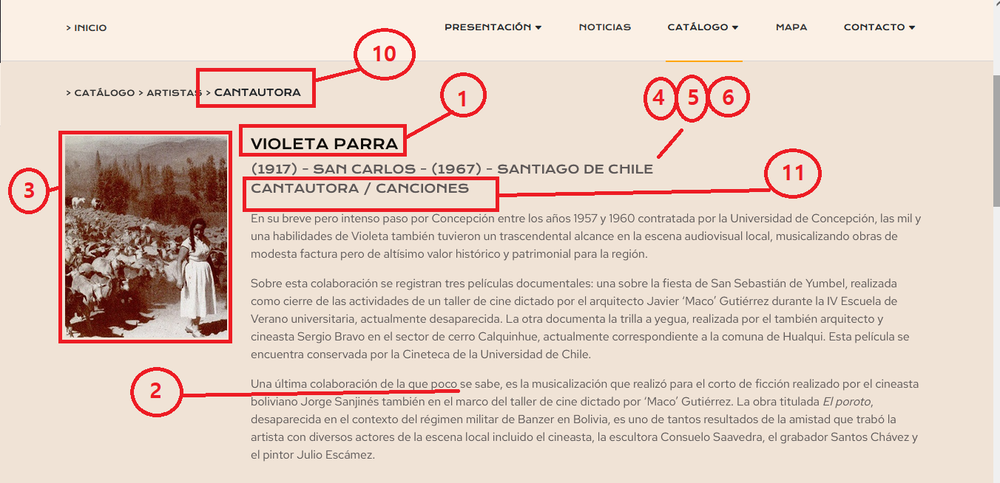 > INICIO
PRESENTACIÓN NOTICIAS CATÁLOGO MAPA CONTACTO
10
> CATÁLOGO > ARTISTAS > CANTAUTORA
1
4 5 6
VIOLETA PARRA
(1917) – SAN CARLOS – (1967) – SANTIAGO DE CHILE
11
CANTAUTORA / CANCIONES
3
En su breve pero intenso paso por Concepción entre los años 1957 y 1960 contratada por la Universidad de Concepción, las mil y
una habilidades de Violeta también tuvieron un trascendental alcance en la escena audiovisual local, musicalizando obras de
modesta factura pero de altísimo valor histórico y patrimonial para la región.
Sobre esta colaboración se registran tres películas documentales: una sobre la fiesta de San Sebastián de Yumbel, realizada
como cierre de las actividades de un taller de cine dictado por el arquitecto Javier ‘Maco’ Gutiérrez durante la IV Escuela de
Verano universitaria, actualmente desaparecida. La otra documenta la trilla a yegua, realizada por el también arquitecto y
cineasta Sergio Bravo en el sector de cerro Calquinhue, actualmente correspondiente a la comuna de Hualqui. Esta película se
encuentra conservada por la Cineteca de la Universidad de Chile.
2
Una última colaboración de la que poco se sabe, es la musicalización que realizó para el corto de ficción realizado por el cineasta
boliviano Jorge Sanjinés también en el marco del taller de cine dictado por ‘Maco’ Gutiérrez. La obra titulada El poroto,
desaparecida en el contexto del régimen militar de Banzer en Bolivia, es uno de tantos resultados de la amistad que trabó la
artista con diversos actores de la escena local incluido el cineasta, la escultora Consuelo Saavedra, el grabador Santos Chávez y
el pintor Julio Escámez.